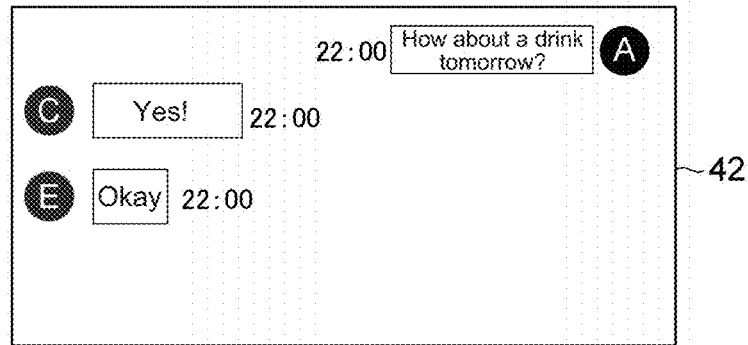 22:00 How about a drink A
tomorrow?
C Yes! 22:00
E Okay 22:00
42